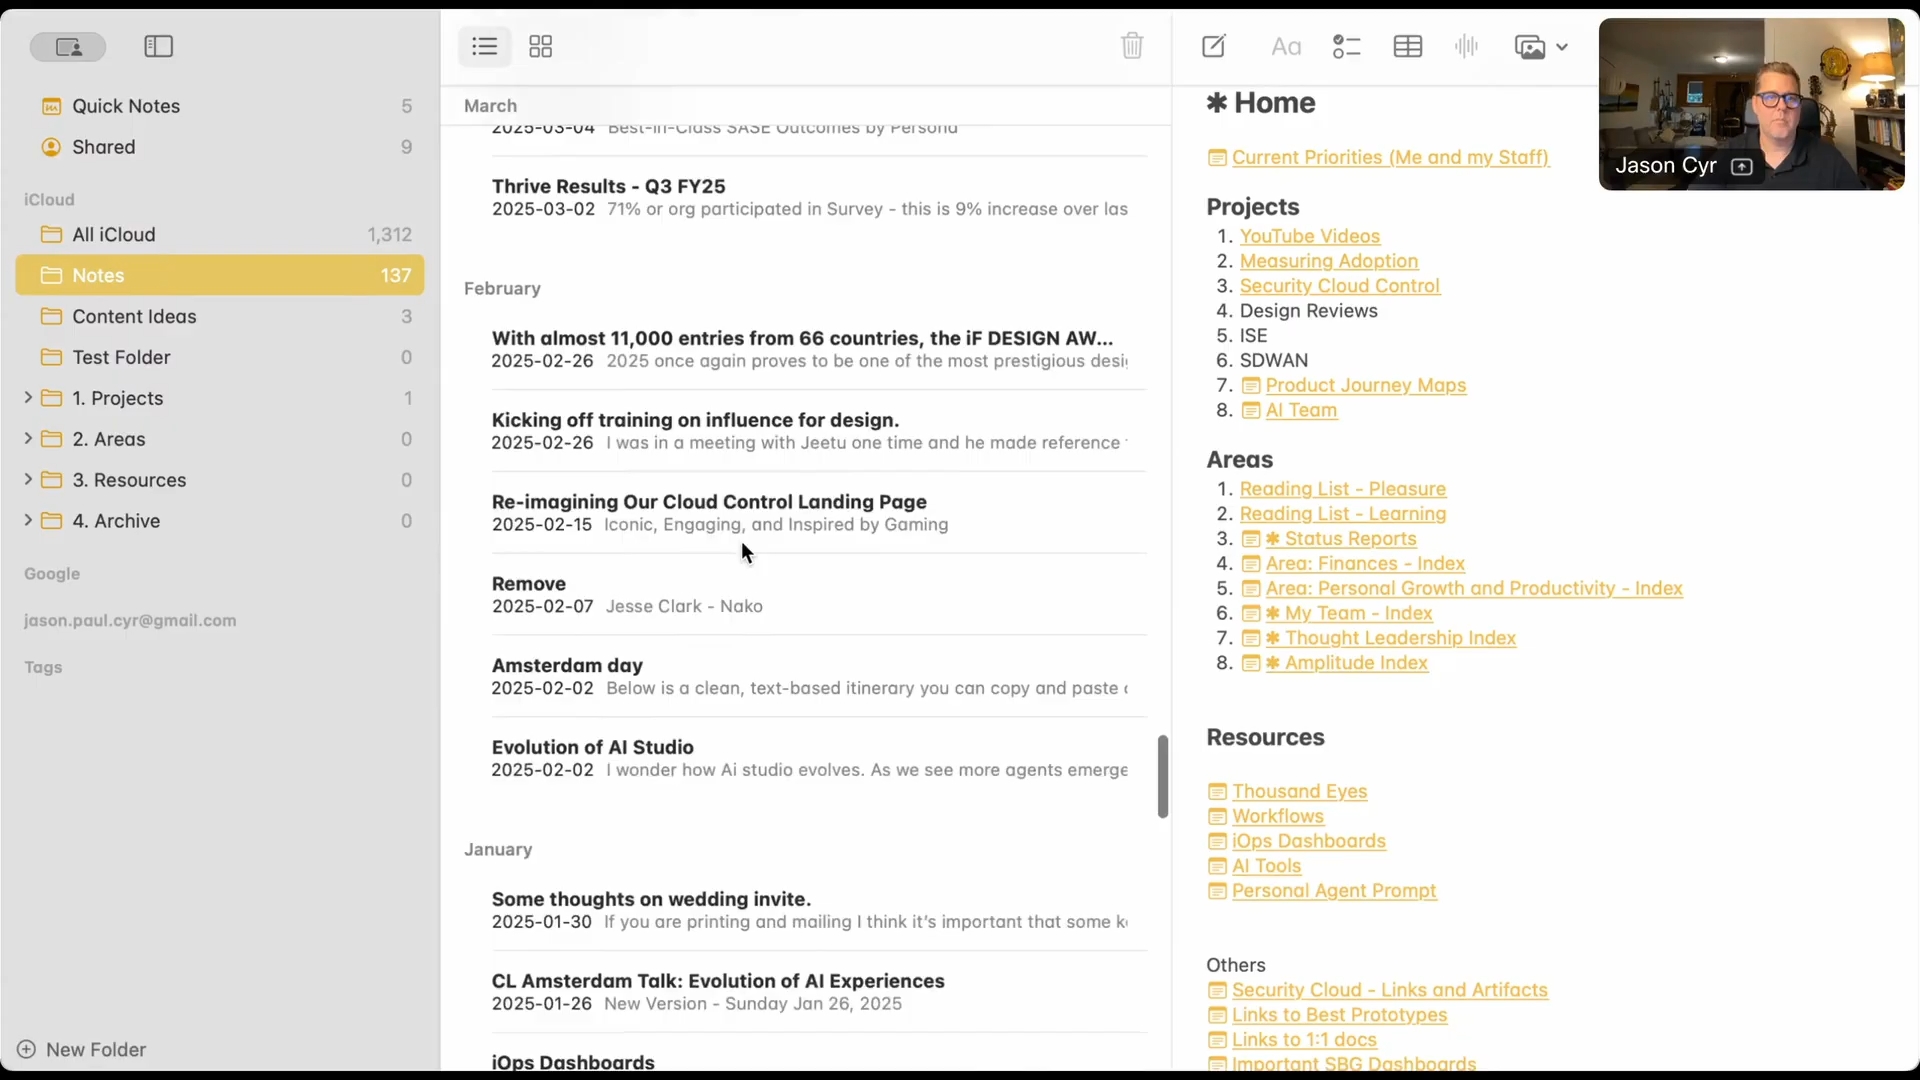 Quick Notes 5
Shared 9
iCloud
All iCloud 1,312
Notes 137
Content Ideas 3
Test Folder 0
1. Projects 1
2. Areas 0
3. Resources 0
4. Archive 0
Google
jason.paul.cyr@gmail.com
Tags
New Folder
March
2025-03-04 Best-in-Class SASE Outcomes by Persona
Thrive Results - Q3 FY25
2025-03-02 71% or org participated in Survey - this is 9% increase over las
February
With almost 11,000 entries from 66 countries, the iF DESIGN AW...
2025-02-26 2025 once again proves to be one of the most prestigious desi
Kicking off training on influence for design.
2025-02-26 I was in a meeting with Jeetu one time and he made reference
Re-imagining Our Cloud Control Landing Page
2025-02-15 Iconic, Engaging, and Inspired by Gaming
Remove
2025-02-07 Jesse Clark - Nako
Amsterdam day
2025-02-02 Below is a clean, text-based itinerary you can copy and paste
Evolution of AI Studio
2025-02-02 I wonder how Ai studio evolves. As we see more agents emerge
January
Some thoughts on wedding invite.
2025-01-30 If you are printing and mailing I think it's important that some k
CL Amsterdam Talk: Evolution of AI Experiences
2025-01-26 New Version - Sunday Jan 26, 2025
iOps Dashboards
Aa
✱ Home
Current Priorities (Me and my Staff)
Projects
1. YouTube Videos
2. Measuring Adoption
3. Security Cloud Control
4. Design Reviews
5. ISE
6. SDWAN
7. Product Journey Maps
8. AI Team
Areas
1. Reading List - Pleasure
2. Reading List - Learning
3. ✱ Status Reports
4. Area: Finances - Index
5. Area: Personal Growth and Productivity - Index
6. ✱ My Team - Index
7. ✱ Thought Leadership Index
8. ✱ Amplitude Index
Resources
Thousand Eyes
Workflows
iOps Dashboards
AI Tools
Personal Agent Prompt
Others
Security Cloud - Links and Artifacts
Links to Best Prototypes
Links to 1:1 docs
Important SBG Dashboards
Jason Cyr